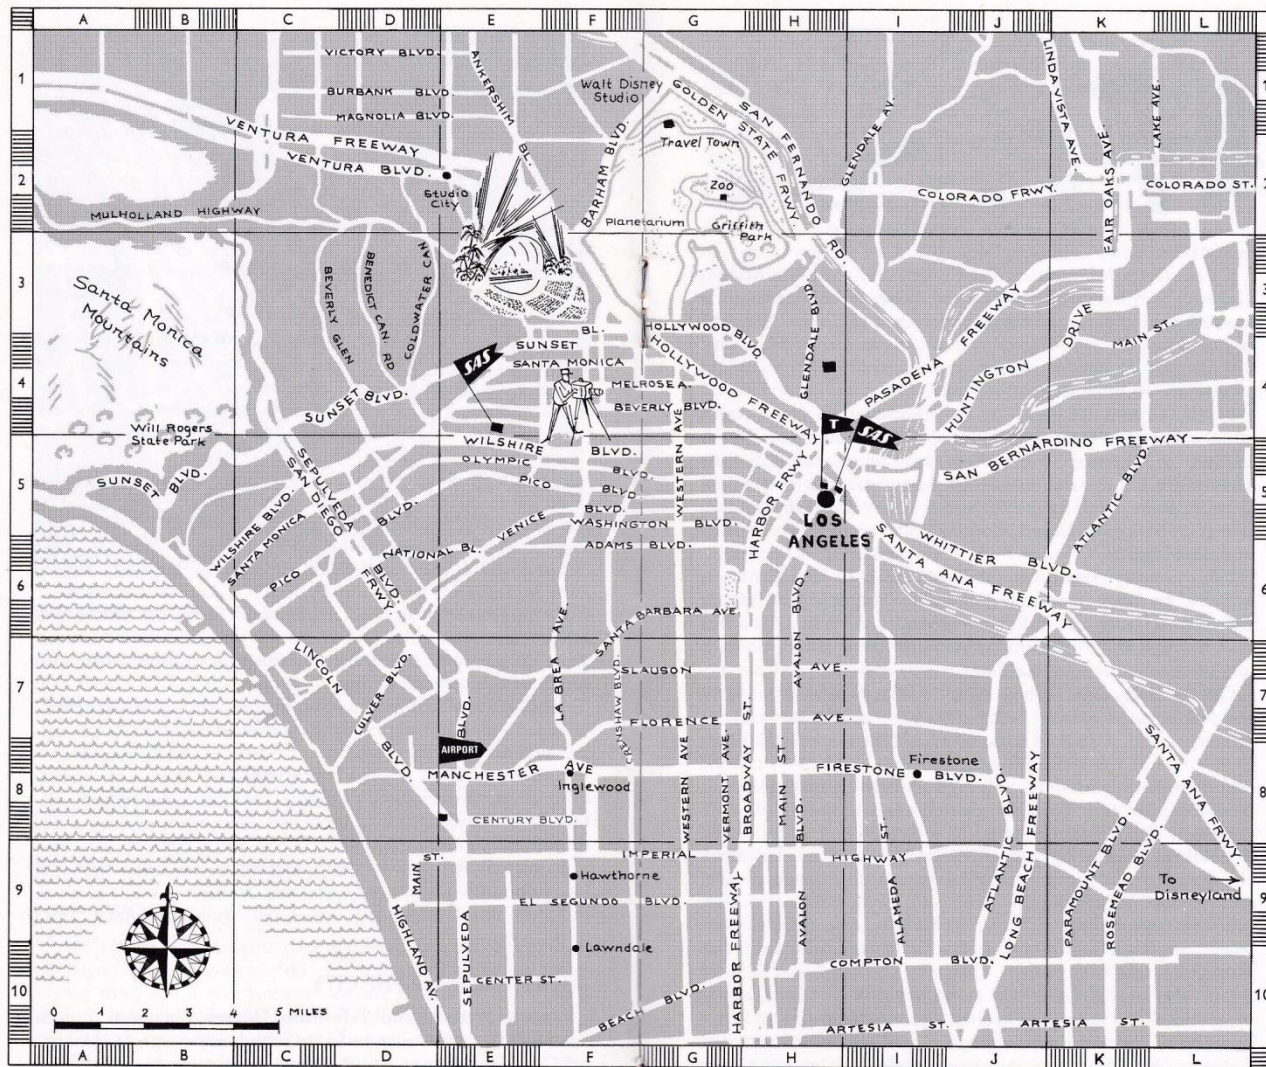 A B C D E F G H I J K L
1
VICTORY BLVD.
BURBANK BLVD.
MAGNOLIA BLVD.
ANKERSHIM BL.
Walt Disney
Studio
GOLDEN STATE FRWY.
SAN FERNANDO RD.
GLENDALE AV.
LINDA VISTA AVE
LAKE AVE.
Travel Town
VENTURA FREEWAY
VENTURA BLVD.
2
Studio
City
BARHAM BLVD.
Zoo
COLORADO FRWY.
FAIR OAKS AVE
COLORADO ST.
MULHOLLAND HIGHWAY
Planetarium
Griffith
Park
3
Santa Monica
Mountains
BEVERLY GLEN
BENEDICT CAN. RD
COLDWATER CAN
GLENDALE BLVD
PASADENA FREEWAY
HUNTINGTON DRIVE
MAIN ST.
BL.
HOLLYWOOD BLVD
SUNSET
SANTA MONICA
HOLLYWOOD FREEWAY
4
SAS
MELROSE A.
BEVERLY BLVD.
SUNSET BLVD.
Will Rogers
State Park
T
SAS
WILSHIRE BLVD.
OLYMPIC BLVD.
PICO BLVD
WESTERN AVE
SAN BERNARDINO FREEWAY
ATLANTIC BLVD.
5
SUNSET BLVD.
SEPULVEDA BLVD.
SAN DIEGO FRWY.
WILSHIRE BLVD.
SANTA MONICA BLVD.
VENICE BLVD.
WASHINGTON BLVD.
HARBOR FRWY
LOS
ANGELES
NATIONAL BL.
ADAMS BLVD.
WHITTIER BLVD.
SANTA ANA FREEWAY
6
PICO
SANTA BARBARA AVE.
AVALON BLVD.
LA BREA AVE.
7
LINCOLN BLVD.
CULVER BLVD.
BLVD.
SLAUSON AVE.
CRENSHAW BLVD.
AVALON
FLORENCE AVE.
AIRPORT
MANCHESTER AVE
Inglewood
FIRESTONE BLVD.
Firestone
8
CENTURY BLVD.
WESTERN AVE
VERMONT AVE.
BROADWAY ST.
MAIN ST.
BLVD.
ATLANTIC BLVD.
LONG BEACH FREEWAY
PARAMOUNT BLVD.
ROSEMEAD BLVD.
SANTA ANA FRWY.
IMPERIAL HIGHWAY
9
MAIN ST.
Hawthorne
EL SEGUNDO BLVD.
HARBOR FREEWAY
AVALON
ALAMEDA ST.
To
Disneyland
HIGHLAND AV.
SEPULVEDA
Lawndale
10
CENTER ST.
COMPTON BLVD.
BEACH BLVD.
ARTESIA ST.
ARTESIA ST.
0 1 2 3 4 5 MILES
A B C D E F G H I J K L